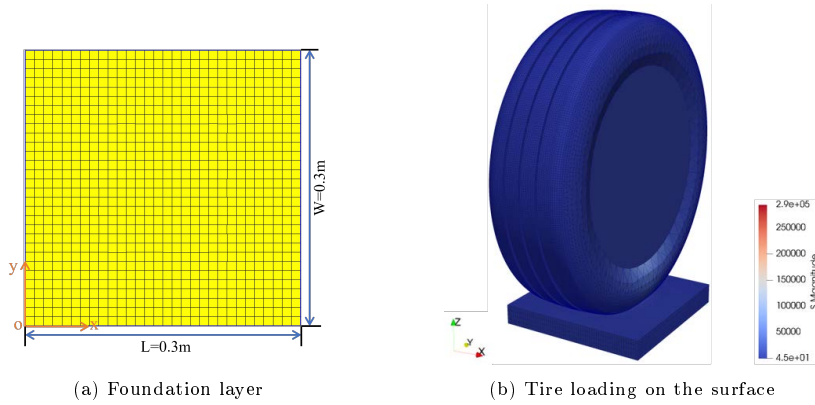 W=0.3m
y
o
x
L=0.3m
(a) Foundation layer
Z
Y
X
2.9e+05
250000
200000
150000
100000
50000
4.5e+01
S Magnitude
(b) Tire loading on the surface